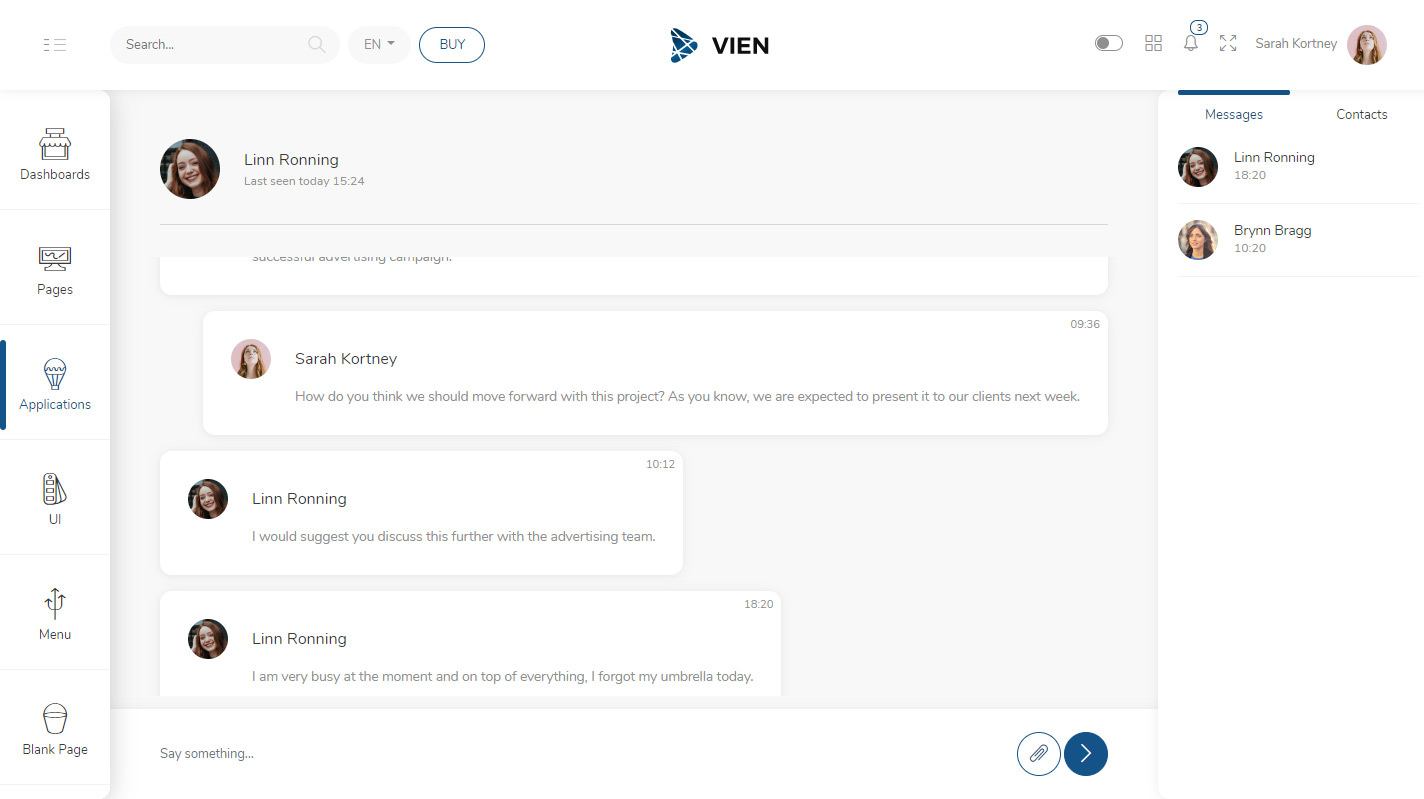 Search...
EN
BUY
VIEN
3
Sarah Kortney
Dashboards
Pages
Applications
UI
Menu
Blank Page
Linn Ronning
Last seen today 15:24
successful advertising campaign.
09:36
Sarah Kortney
How do you think we should move forward with this project? As you know, we are expected to present it to our clients next week.
10:12
Linn Ronning
I would suggest you discuss this further with the advertising team.
18:20
Linn Ronning
I am very busy at the moment and on top of everything, I forgot my umbrella today.
Say something...
Messages
Contacts
Linn Ronning
18:20
Brynn Bragg
10:20